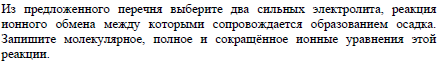 Из предложенного перечня выберите два сильных электролита, реакция
ионного обмена между которыми сопровождается образованием осадка.
Запишите молекулярное, полное и сокращённое ионные уравнения этой
реакции.